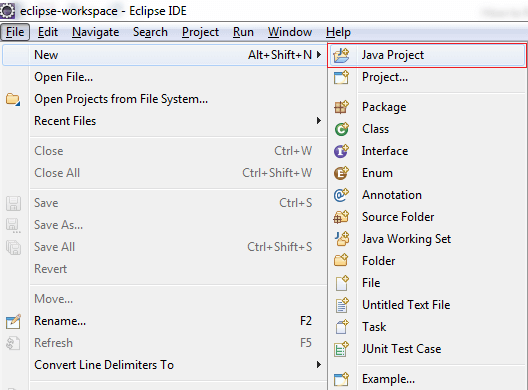 eclipse-workspace - Eclipse IDE
File Edit Navigate Search Project Run Window Help
New Alt+Shift+N
Open File...
Open Projects from File System...
Recent Files
Close Ctrl+W
Close All Ctrl+Shift+W
Save Ctrl+S
Save As...
Save All Ctrl+Shift+S
Revert
Move...
Rename... F2
Refresh F5
Convert Line Delimiters To
Java Project
Project...
Package
Class
Interface
Enum
Annotation
Source Folder
Java Working Set
Folder
File
Untitled Text File
Task
JUnit Test Case
Example...